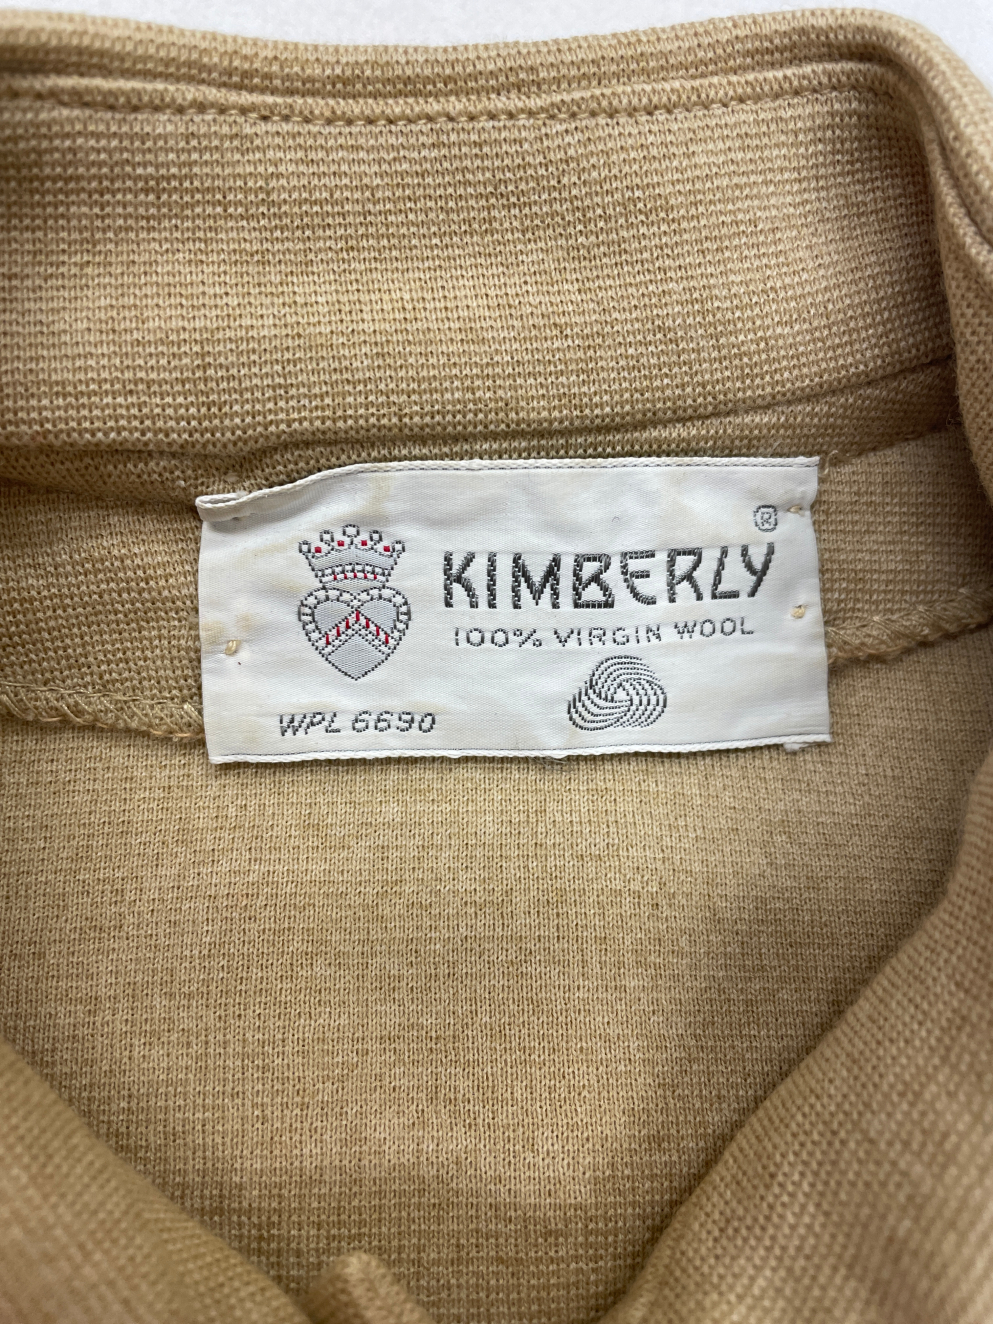 ®
KIMBERLY
100% VIRGIN WOOL
WPL 6690